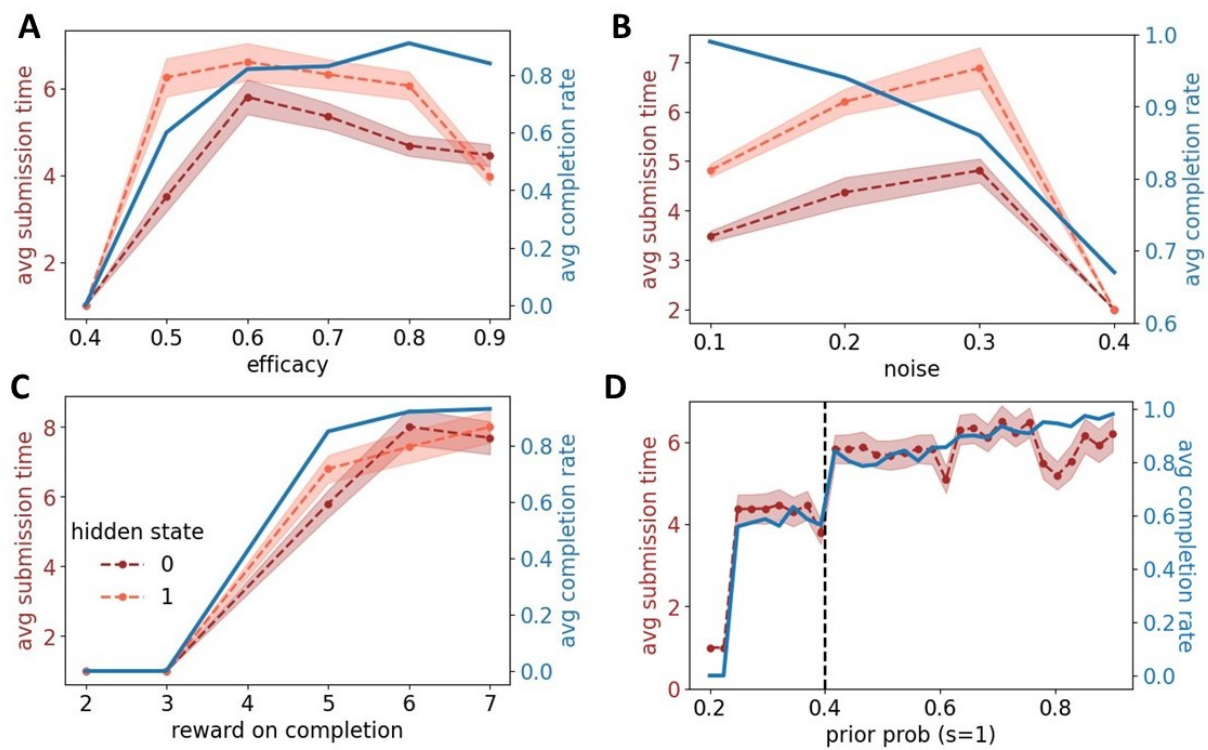 A
avg submission time
6
4
2
0.4 0.5 0.6 0.7 0.8 0.9
efficacy
0.8
0.6
0.4
0.2
0.0
avg completion rate
B
avg submission time
7
6
5
4
3
2
0.1 0.2 0.3 0.4
noise
1.0
0.9
0.8
0.7
0.6
avg completion rate
C
avg submission time
8
6
4
2
hidden state
0
1
2 3 4 5 6 7
reward on completion
0.8
0.6
0.4
0.2
0.0
avg completion rate
D
avg submission time
6
4
2
0
0.2 0.4 0.6 0.8
prior prob (s=1)
1.0
0.8
0.6
0.4
0.2
0.0
avg completion rate